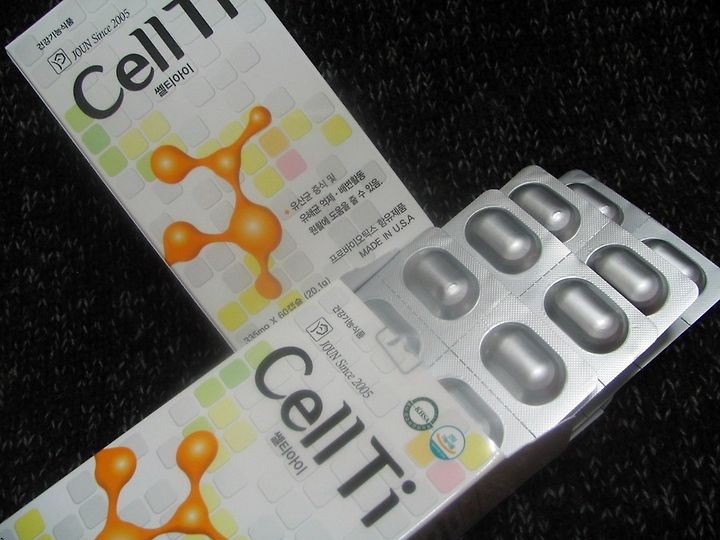 건강기능식품
JOUN Since 2005
Cell Ti
쎌티아이
유산균 증식 및
유해균 억제·배변활동
원활에 도움을 줄 수 있음.
프로바이오틱스 함유제품
MADE IN U.S.A
335mg X 60캡슐 (20.1g)
건강기능식품
JOUN Since 2005
Cell Ti
쎌티아이
KHSA